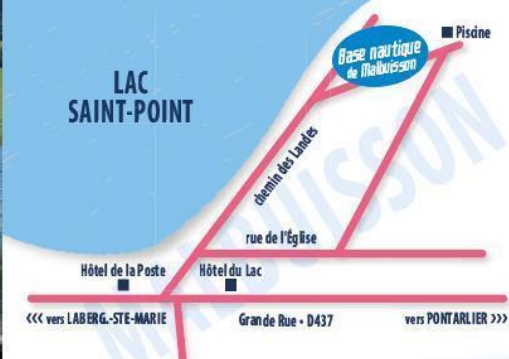 Piscine
Base nautique
de Malbuisson
LAC
SAINT-POINT
chemin des Landes
MALBUISSON
rue de l'Église
Hôtel de la Poste
Hôtel du Lac
<<< vers LABERG.-STE-MARIE
Grande Rue • D437
vers PONTARLIER >>>